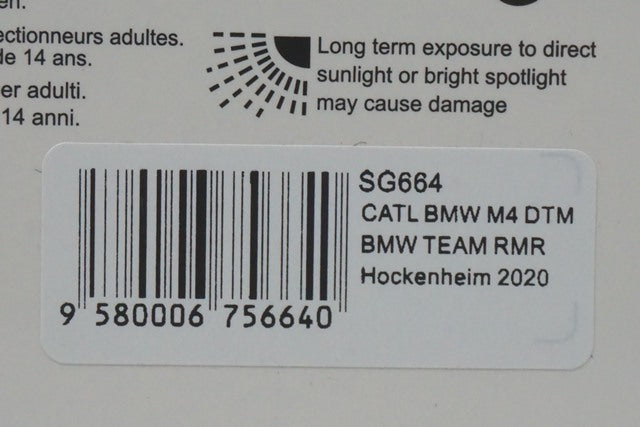 ectionneurs adultes.
de 14 ans.
er adulti.
14 anni.
Long term exposure to direct
sunlight or bright spotlight
may cause damage
SG664
CATL BMW M4 DTM
BMW TEAM RMR
Hockenheim 2020
9 580006 756640